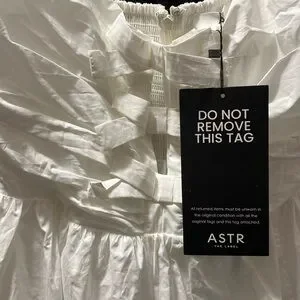 DO NOT
REMOVE
THIS TAG
All returned items must be unworn in
the original condition with all the
original tags and this tag attached.
ASTR
THE LABEL